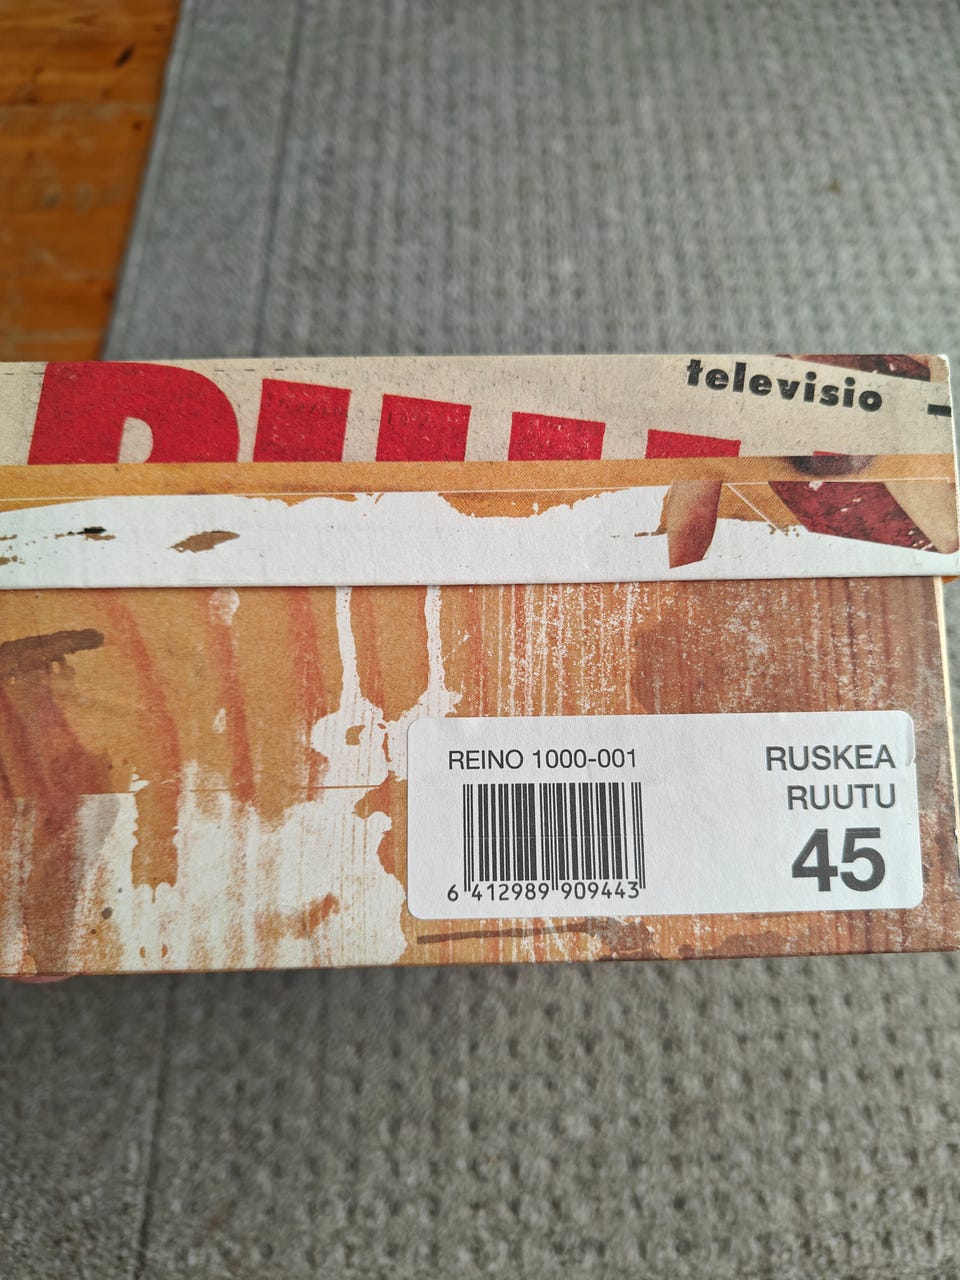 televisio
REINO 1000-001
RUSKEA
RUUTU
45
6 412989 909443